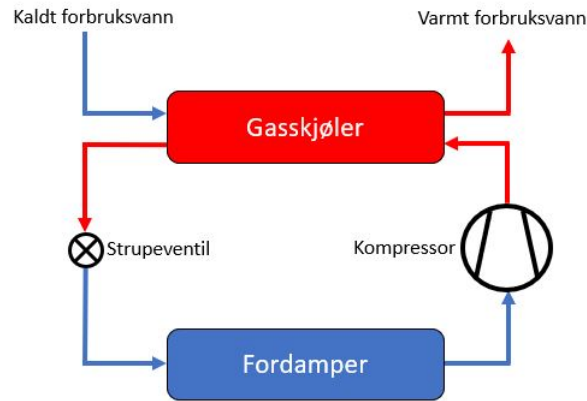 Kaldt forbruksvann
Varmt forbruksvann
Gasskjøler
Strupeventil
Kompressor
Fordamper